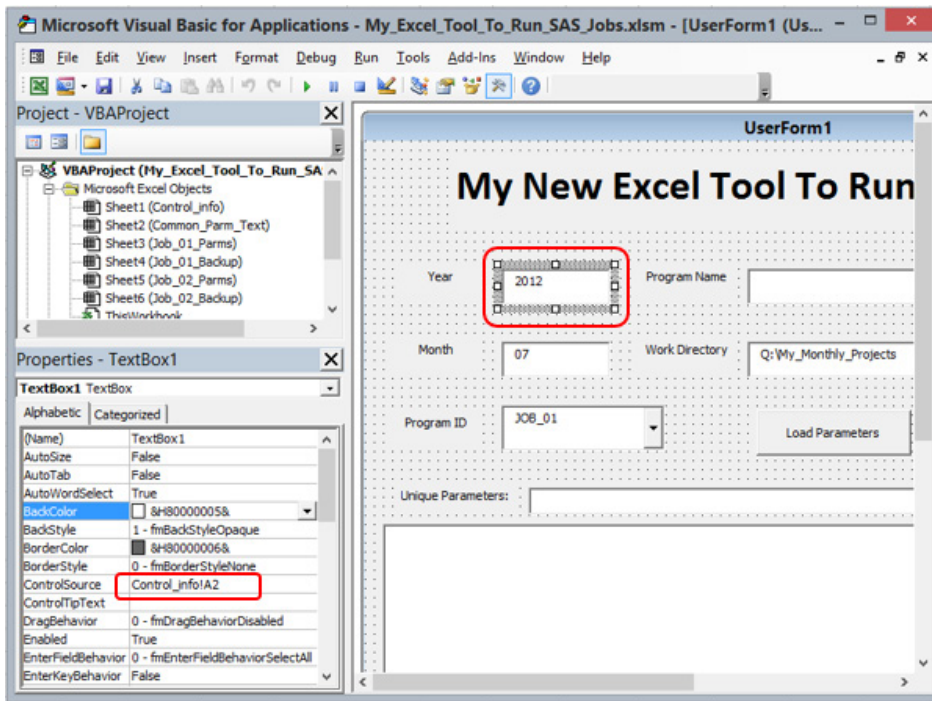 Microsoft Visual Basic for Applications - My_Excel_Tool_To_Run_SAS_Jobs.xlsm - [UserForm1 (Us...
File Edit View Insert Format Debug Run Tools Add-Ins Window Help
Project - VBAProject
VBAProject (My_Excel_Tool_To_Run_SA
Microsoft Excel Objects
Sheet1 (Control_info)
Sheet2 (Common_Parm_Text)
Sheet3 (Job_01_Parms)
Sheet4 (Job_01_Backup)
Sheet5 (Job_02_Parms)
Sheet6 (Job_02_Backup)
ThisWorkbook
Properties - TextBox1
TextBox1 TextBox
Alphabetic Categorized
(Name) TextBox1
AutoSize False
AutoTab False
AutoWordSelect True
BackColor &H80000005&
BackStyle 1 - fmBackStyleOpaque
BorderColor &H80000006&
BorderStyle 0 - fmBorderStyleNone
ControlSource Control_info!A2
ControlTipText
DragBehavior 0 - fmDragBehaviorDisabled
Enabled True
EnterFieldBehavior 0 - fmEnterFieldBehaviorSelectAll
EnterKeyBehavior False
UserForm1
My New Excel Tool To Run
Year 2012 Program Name
Month 07 Work Directory Q:\My_Monthly_Projects
Program ID JOB_01 Load Parameters
Unique Parameters: